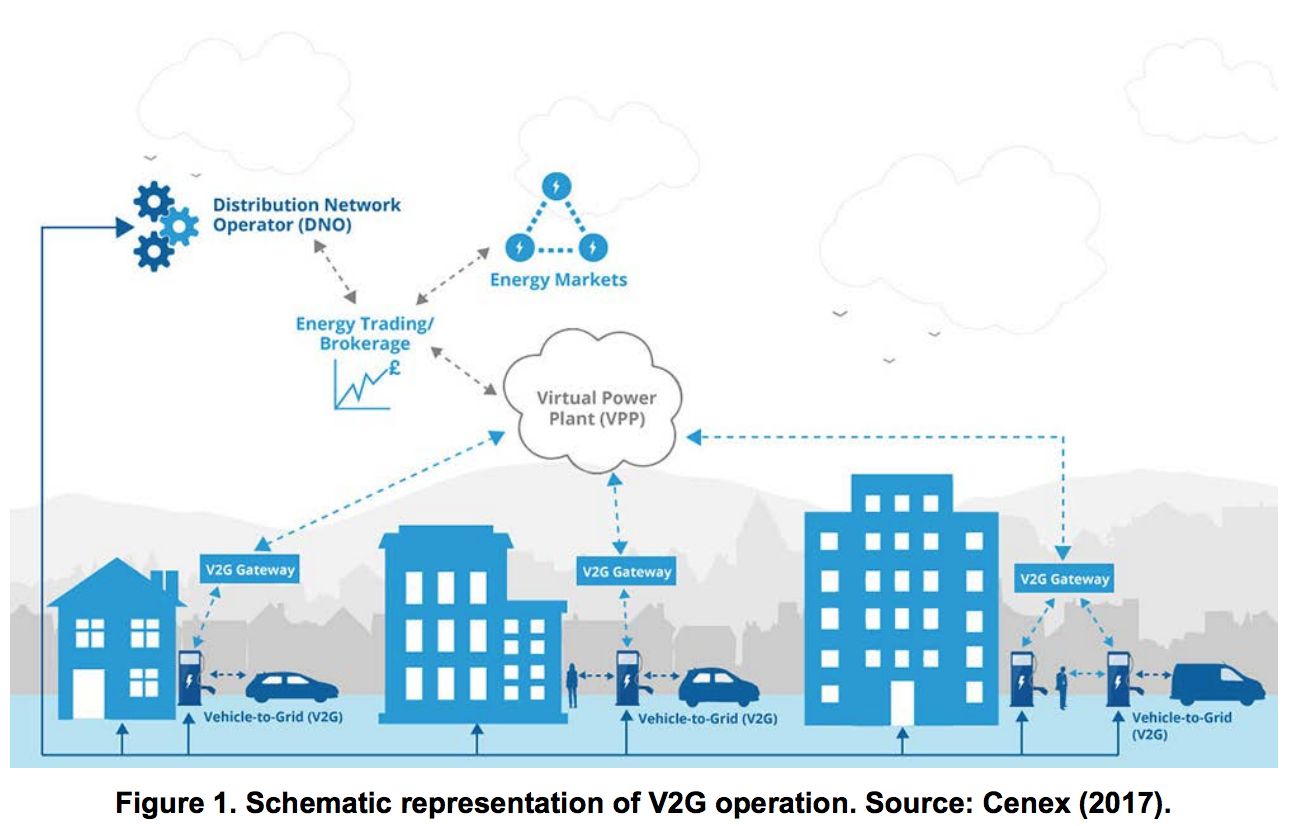 Distribution Network
Operator (DNO)
Energy Markets
Energy Trading/
Brokerage
£
Virtual Power
Plant (VPP)
V2G Gateway
V2G Gateway
V2G Gateway
Vehicle-to-Grid (V2G)
Vehicle-to-Grid (V2G)
Vehicle-to-Grid
(V2G)
Figure 1. Schematic representation of V2G operation. Source: Cenex (2017).